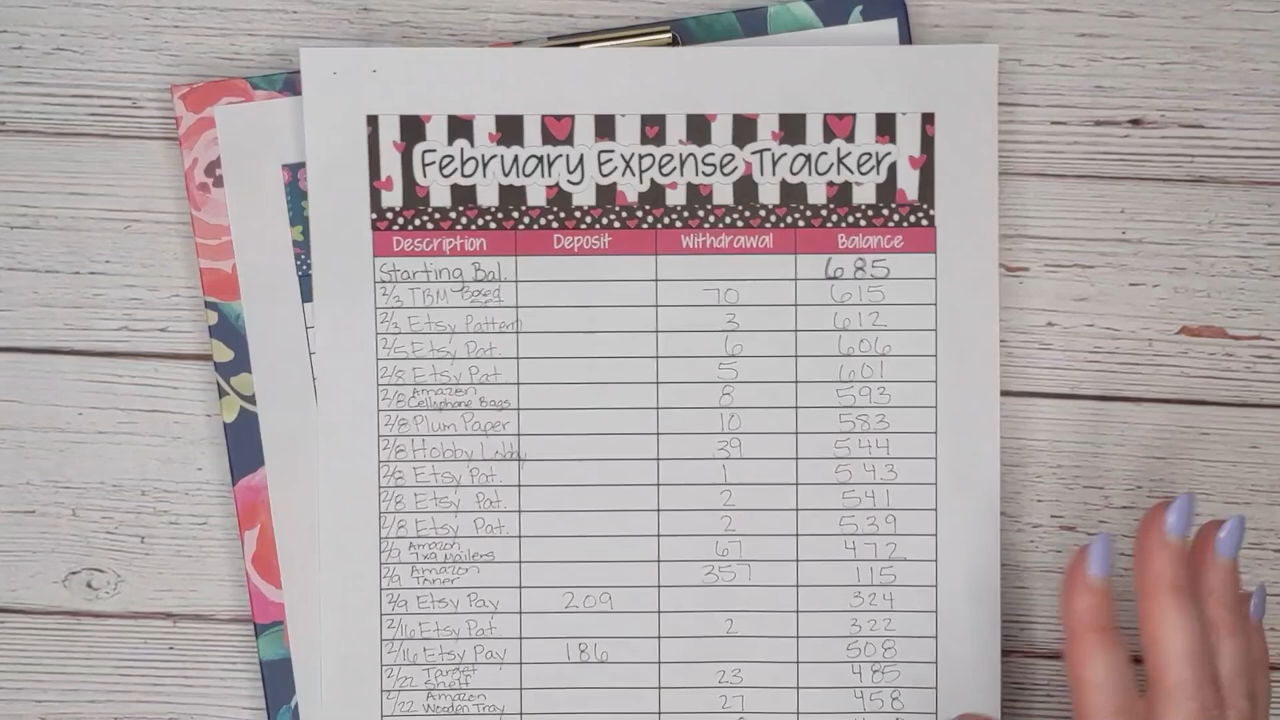 February Expense Tracker
Description Deposit Withdrawal Balance
Starting Bal. 685
2/3 TBM Boxed 70 615
2/3 Etsy Pattern 3 612
2/5 Etsy Pat. 6 606
2/8 Etsy Pat 5 601
2/8 Amazon Cellophane Bags 8 593
2/8 Plum Paper 10 583
2/8 Hobby Lobby 39 544
2/8 Etsy Pat. 1 543
2/8 Etsy Pat. 2 541
2/8 Etsy Pat. 2 539
2/9 Amazon 7x9 Mailers 67 472
2/9 Amazon Toner 357 115
2/9 Etsy Pay 209 324
2/16 Etsy Pat. 2 322
2/16 Etsy Pay 186 508
2/22 Target Shelf 23 485
2/22 Amazon Wooden Tray 27 458